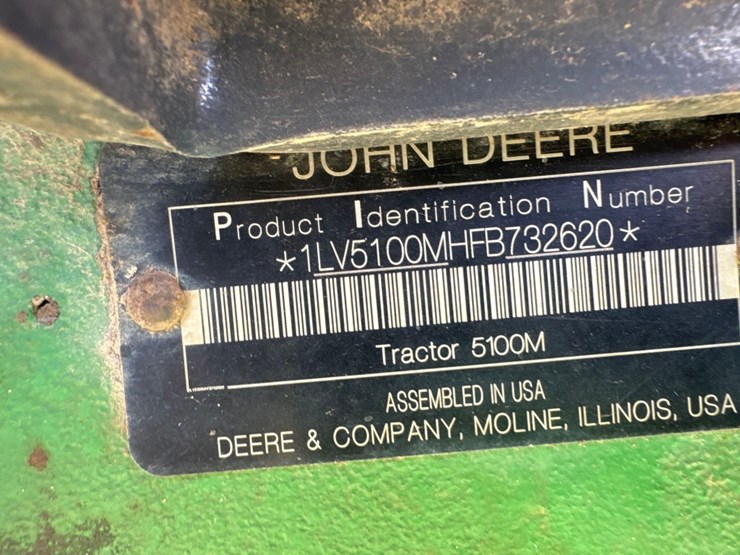 JOHN DEERE
Product Identification Number
*1LV5100MHFB732620*
Tractor 5100M
ASSEMBLED IN USA
DEERE & COMPANY, MOLINE, ILLINOIS, USA